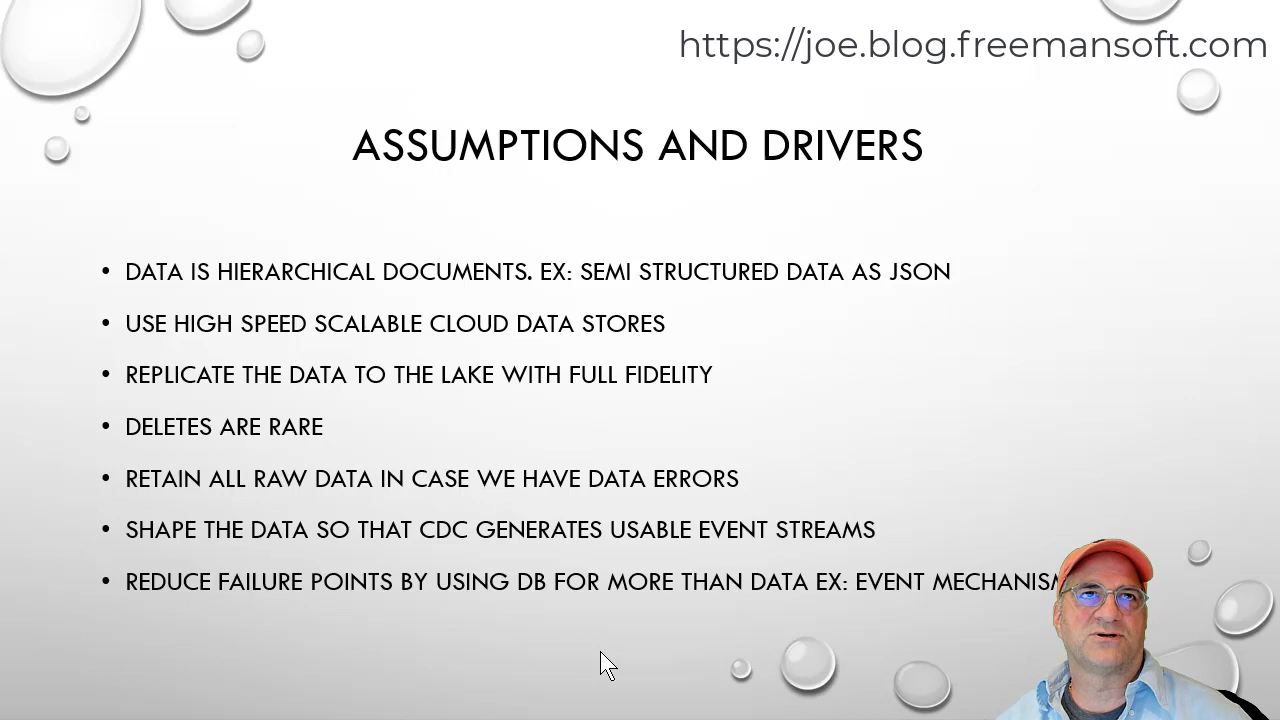 https://joe.blog.freemansoft.com
ASSUMPTIONS AND DRIVERS
• DATA IS HIERARCHICAL DOCUMENTS. EX: SEMI STRUCTURED DATA AS JSON
• USE HIGH SPEED SCALABLE CLOUD DATA STORES
• REPLICATE THE DATA TO THE LAKE WITH FULL FIDELITY
• DELETES ARE RARE
• RETAIN ALL RAW DATA IN CASE WE HAVE DATA ERRORS
• SHAPE THE DATA SO THAT CDC GENERATES USABLE EVENT STREAMS
• REDUCE FAILURE POINTS BY USING DB FOR MORE THAN DATA EX: EVENT MECHANISM